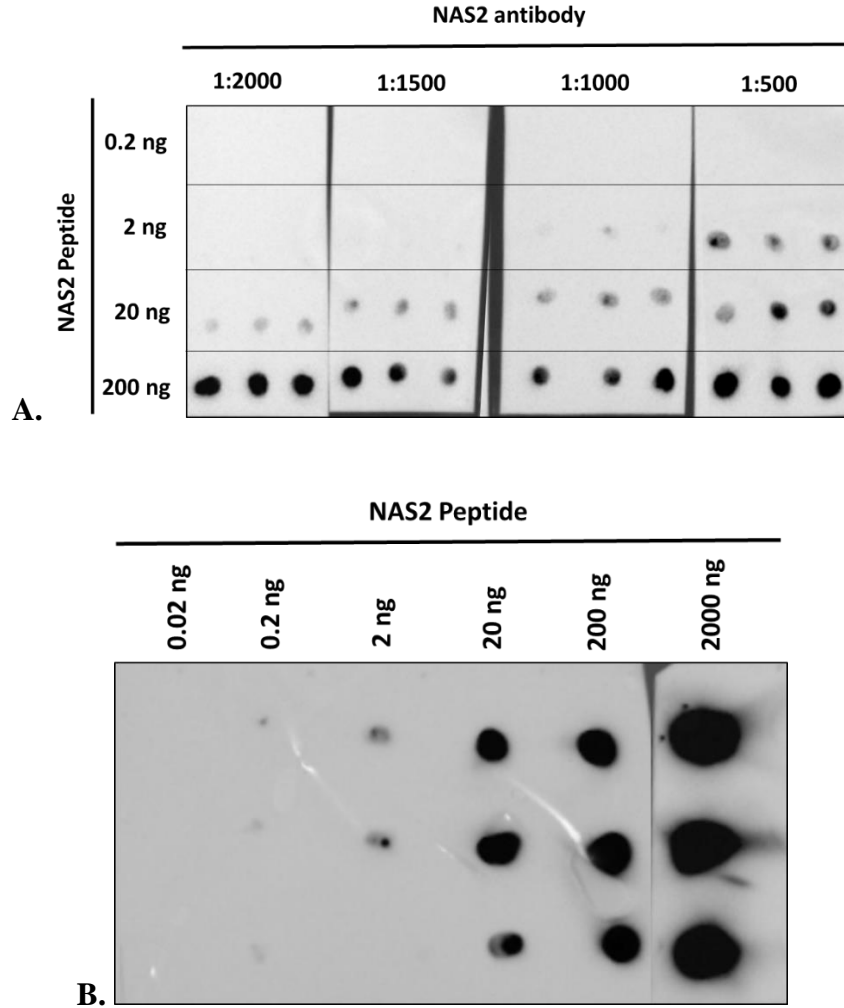 NAS2 antibody
1:2000 1:1500 1:1000 1:500
NAS2 Peptide
0.2 ng
2 ng
20 ng
200 ng
A.
NAS2 Peptide
0.02 ng 0.2 ng 2 ng 20 ng 200 ng 2000 ng
B.